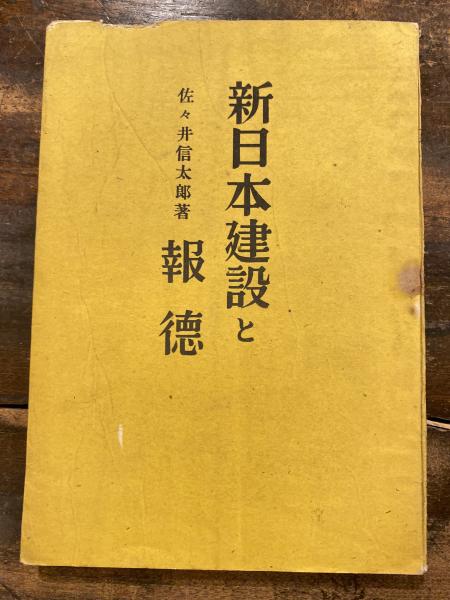 新日本建設と
報徳
佐々井信太郎著